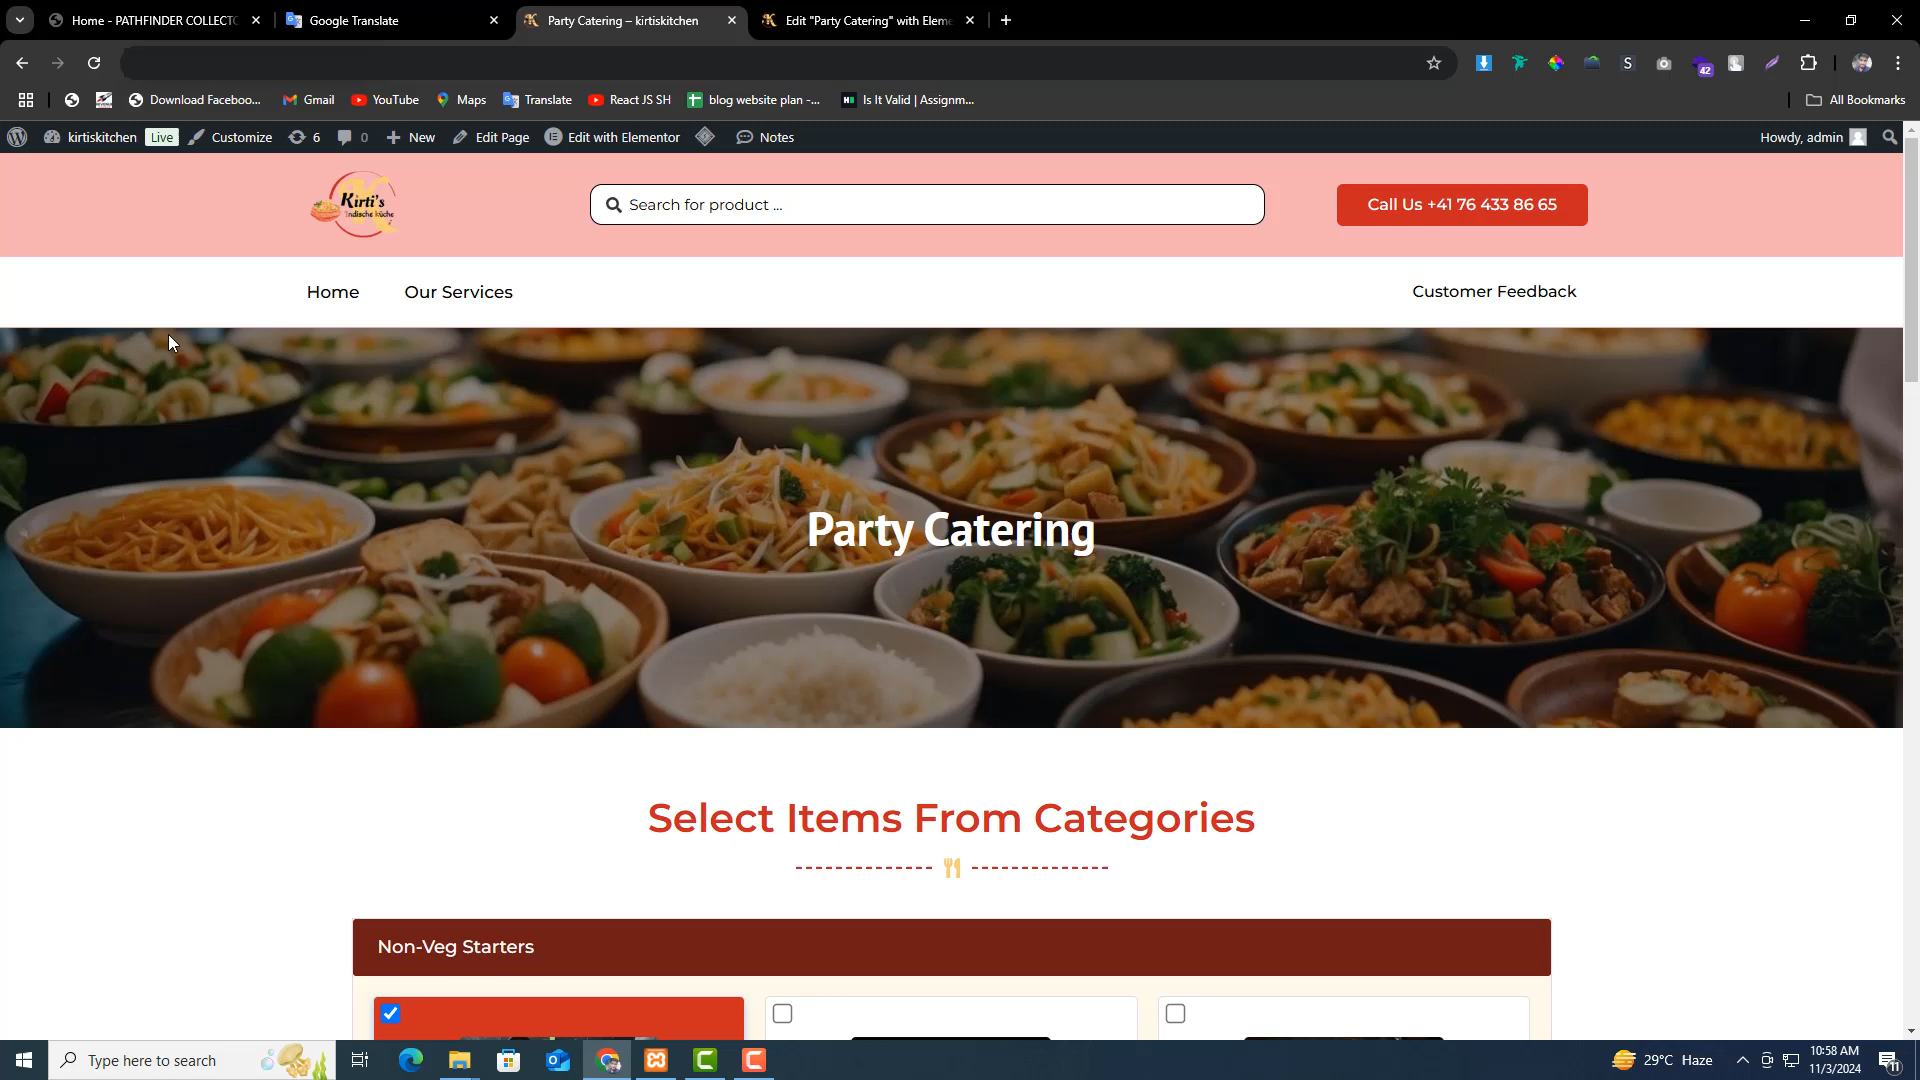 Home - PATHFINDER COLLECTO
Google Translate
Party Catering – kirtiskitchen
Edit "Party Catering" with Eleme
S
42
Download Faceboo...
Gmail
YouTube
Maps
Translate
React JS SH
blog website plan -...
Is It Valid | Assignm...
All Bookmarks
kirtiskitchen
Live
Customize
6
0
New
Edit Page
Edit with Elementor
Notes
Howdy, admin
Kirti's
Indische küche
Search for product ...
Call Us +41 76 433 86 65
Home
Our Services
Customer Feedback
Party Catering
Select Items From Categories
Non-Veg Starters
Type here to search
29°C Haze
10:58 AM
11/3/2024
11